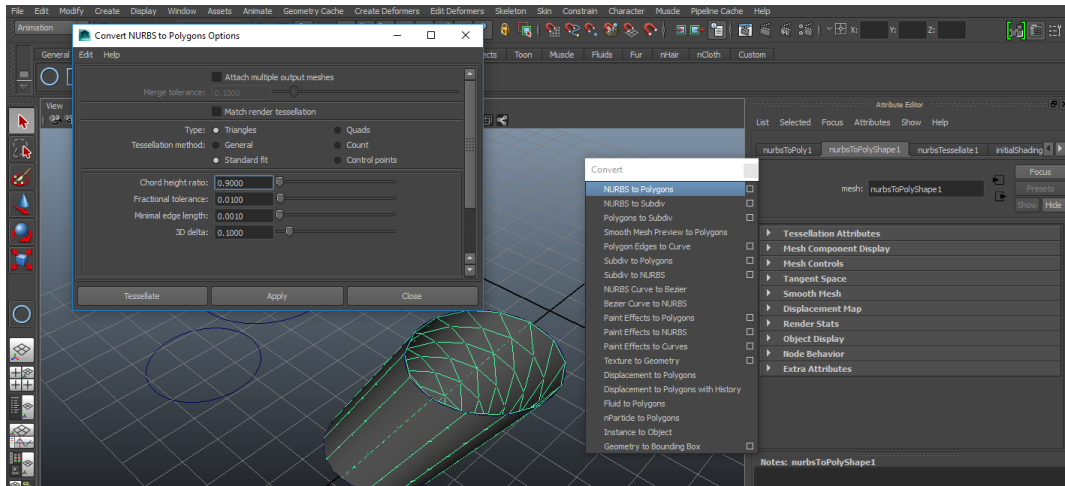 File Edit Modify Create Display Window Assets Animate Geometry Cache Create Deformers Edit Deformers Skeleton Skin Constrain Character Muscle Pipeline Cache Help
Animation
X: Y: Z:
General
Toon Muscle Fluids Fur nHair nCloth Custom
Convert NURBS to Polygons Options
Edit Help
Attach multiple output meshes
Merge tolerance: 0.1000
Match render tessellation
Type: Triangles Quads
Tessellation method: General Count
Standard fit Control points
Chord height ratio: 0.9000
Fractional tolerance: 0.0100
Minimal edge length: 0.0010
3D delta: 0.1000
Tessellate Apply Close
View
Convert
NURBS to Polygons
NURBS to Subdiv
Polygons to Subdiv
Smooth Mesh Preview to Polygons
Polygon Edges to Curve
Subdiv to Polygons
Subdiv to NURBS
NURBS Curve to Bezier
Bezier Curve to NURBS
Paint Effects to Polygons
Paint Effects to NURBS
Paint Effects to Curves
Texture to Geometry
Displacement to Polygons
Displacement to Polygons with History
Fluid to Polygons
nParticle to Polygons
Instance to Object
Geometry to Bounding Box
Attribute Editor
List Selected Focus Attributes Show Help
nurbsToPoly1 nurbsToPolyShape1 nurbsTessellate1 initialShading
mesh: nurbsToPolyShape1
Focus
Presets
Show Hide
Tessellation Attributes
Mesh Component Display
Mesh Controls
Tangent Space
Smooth Mesh
Displacement Map
Render Stats
Object Display
Node Behavior
Extra Attributes
Notes: nurbsToPolyShape1